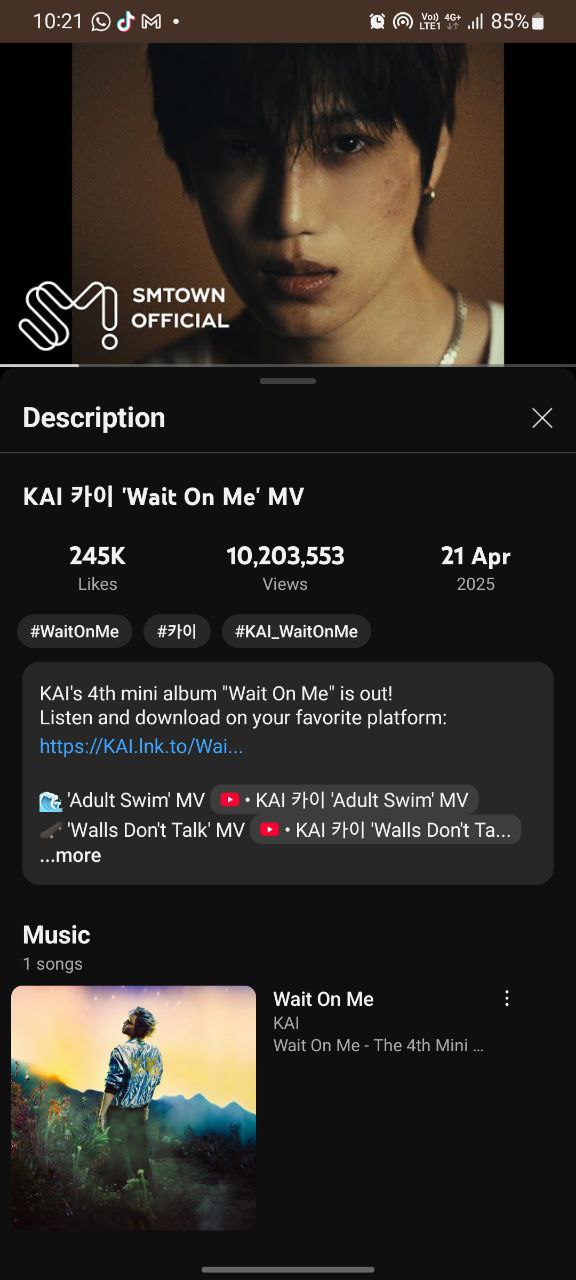 10:21
Vo)) LTE1 4G+ 85%
SMTOWN
OFFICIAL
Description
KAI 카이 'Wait On Me' MV
245K 10,203,553 21 Apr
Likes Views 2025
#WaitOnMe #카이 #KAI_WaitOnMe
KAI's 4th mini album "Wait On Me" is out!
Listen and download on your favorite platform:
https://KAI.lnk.to/Wai...
'Adult Swim' MV • KAI 카이 'Adult Swim' MV
'Walls Don't Talk' MV • KAI 카이 'Walls Don't Ta...
...more
Music
1 songs
Wait On Me
KAI
Wait On Me - The 4th Mini ...